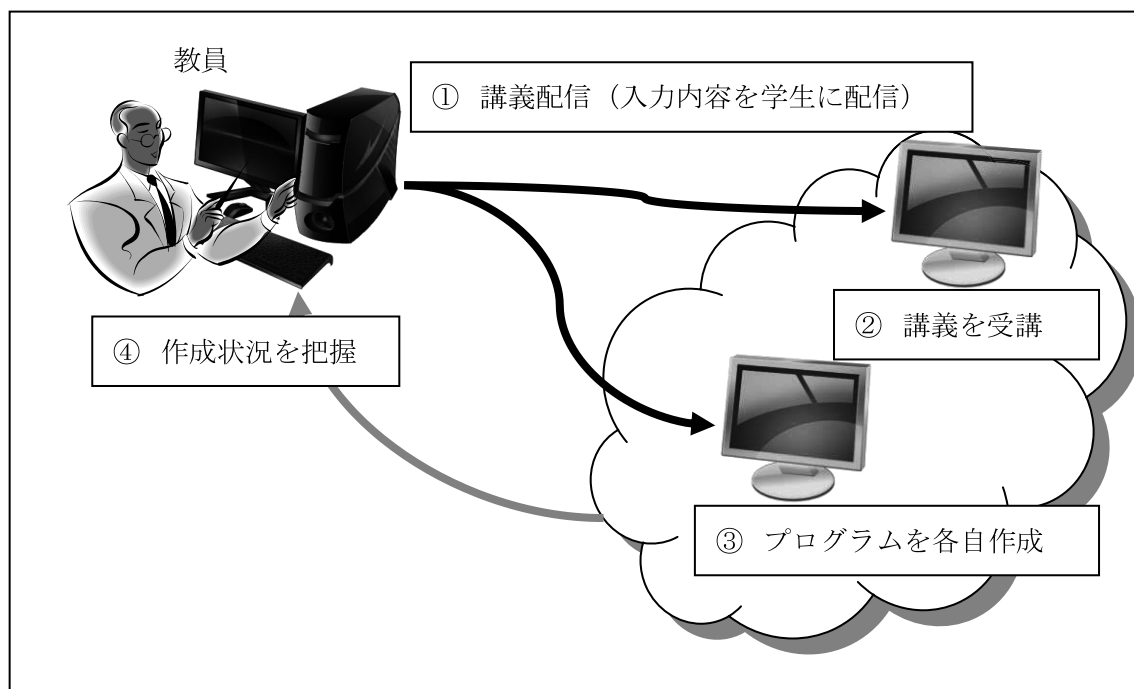 教員
① 講義配信（入力内容を学生に配信）
② 講義を受講
③ プログラムを各自作成
④ 作成状況を把握